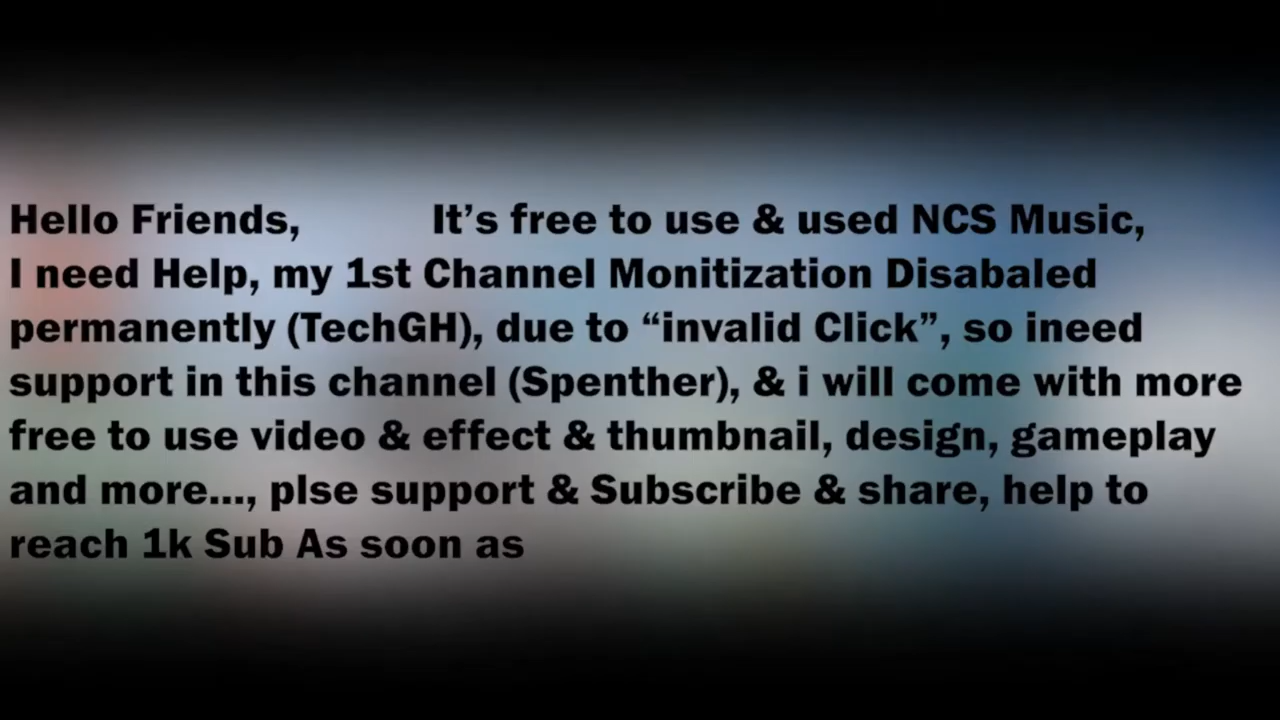 Hello Friends, It’s free to use & used NCS Music,
I need Help, my 1st Channel Monitization Disabaled
permanently (TechGH), due to “invalid Click”, so ineed
support in this channel (Spenther), & i will come with more
free to use video & effect & thumbnail, design, gameplay
and more..., plse support & Subscribe & share, help to
reach 1k Sub As soon as